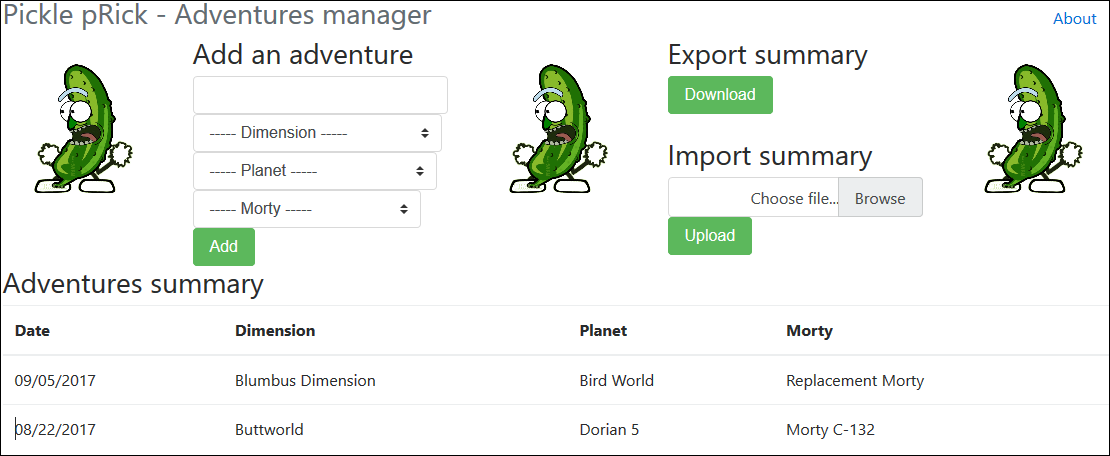 Pickle pRick - Adventures manager
About
Add an adventure
----- Dimension -----
----- Planet -----
----- Morty -----
Add
Export summary
Download
Import summary
Choose file... Browse
Upload
Adventures summary
Date Dimension Planet Morty
09/05/2017 Blumbus Dimension Bird World Replacement Morty
08/22/2017 Buttworld Dorian 5 Morty C-132